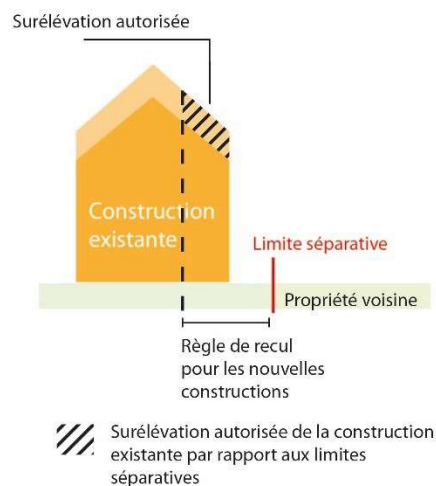 Surélévation autorisée
Construction
existante
Limite séparative
Propriété voisine
Règle de recul
pour les nouvelles
constructions
Surélévation autorisée de la construction
existante par rapport aux limites
séparatives